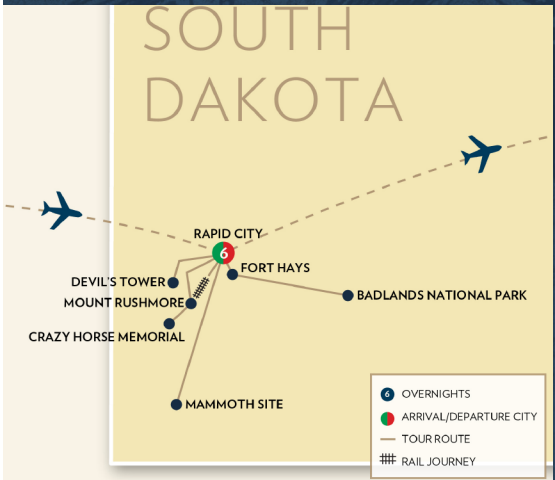 SOUTH
DAKOTA
RAPID CITY
6
FORT HAYS
DEVIL'S TOWER
BADLANDS NATIONAL PARK
MOUNT RUSHMORE
CRAZY HORSE MEMORIAL
MAMMOTH SITE
6 OVERNIGHTS
ARRIVAL/DEPARTURE CITY
TOUR ROUTE
RAIL JOURNEY